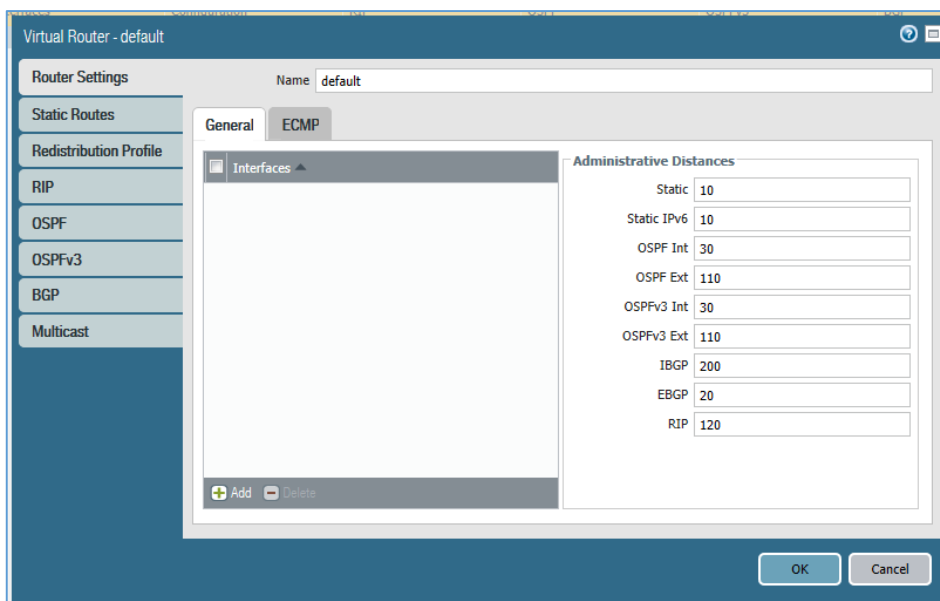 Virtual Router - default
Router Settings
Static Routes
Redistribution Profile
RIP
OSPF
OSPFv3
BGP
Multicast
Name default
General ECMP
Interfaces
Add Delete
Administrative Distances
Static 10
Static IPv6 10
OSPF Int 30
OSPF Ext 110
OSPFv3 Int 30
OSPFv3 Ext 110
IBGP 200
EBGP 20
RIP 120
OK Cancel